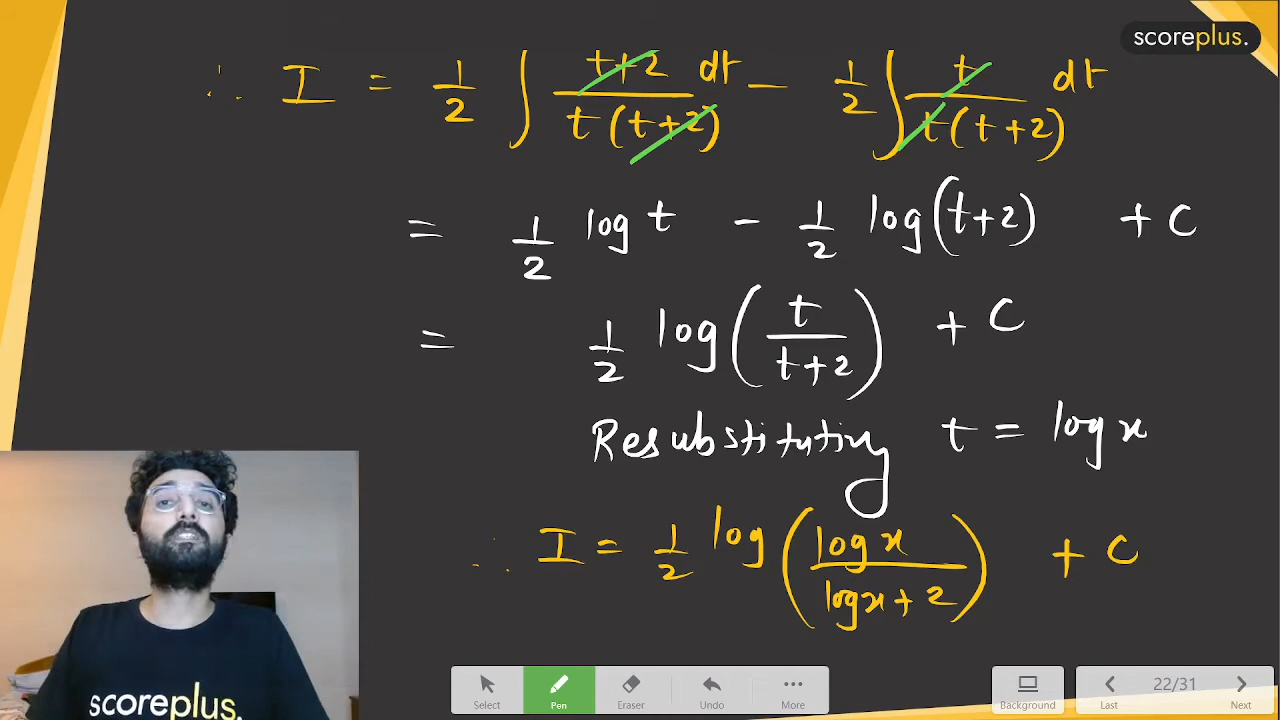 scoreplus.
∴ I = 1/2 ∫ t+2/t(t+2) dt - 1/2 ∫ t/t(t+2) dt
= 1/2 log t - 1/2 log(t+2) + C
= 1/2 log(t/t+2) + C
Resubstituting t = log x
∴ I = 1/2 log(log x/log x + 2) + C
scoreplus.
Select Pen Eraser Undo More Background Last 22/31 Next